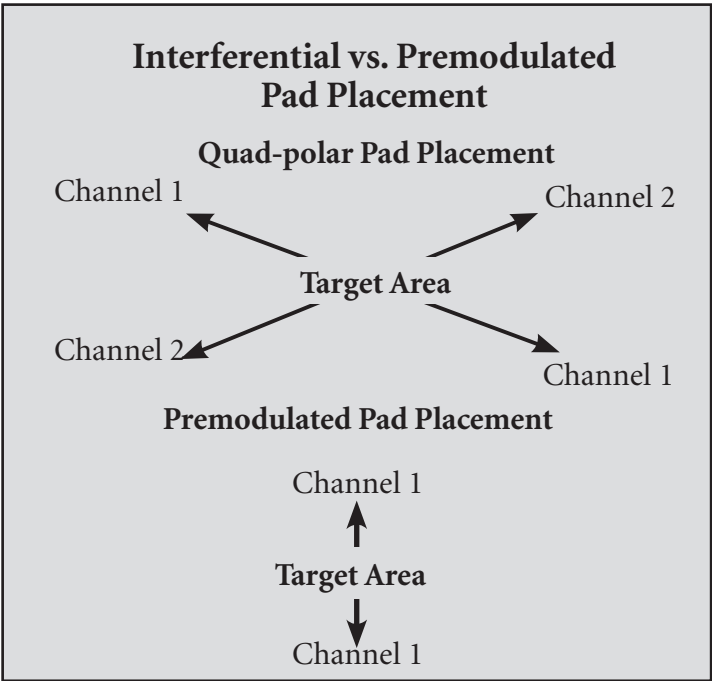 Interferential vs. Premodulated
Pad Placement
Quad-polar Pad Placement
Channel 1
Channel 2
Target Area
Channel 2
Channel 1
Premodulated Pad Placement
Channel 1
Target Area
Channel 1